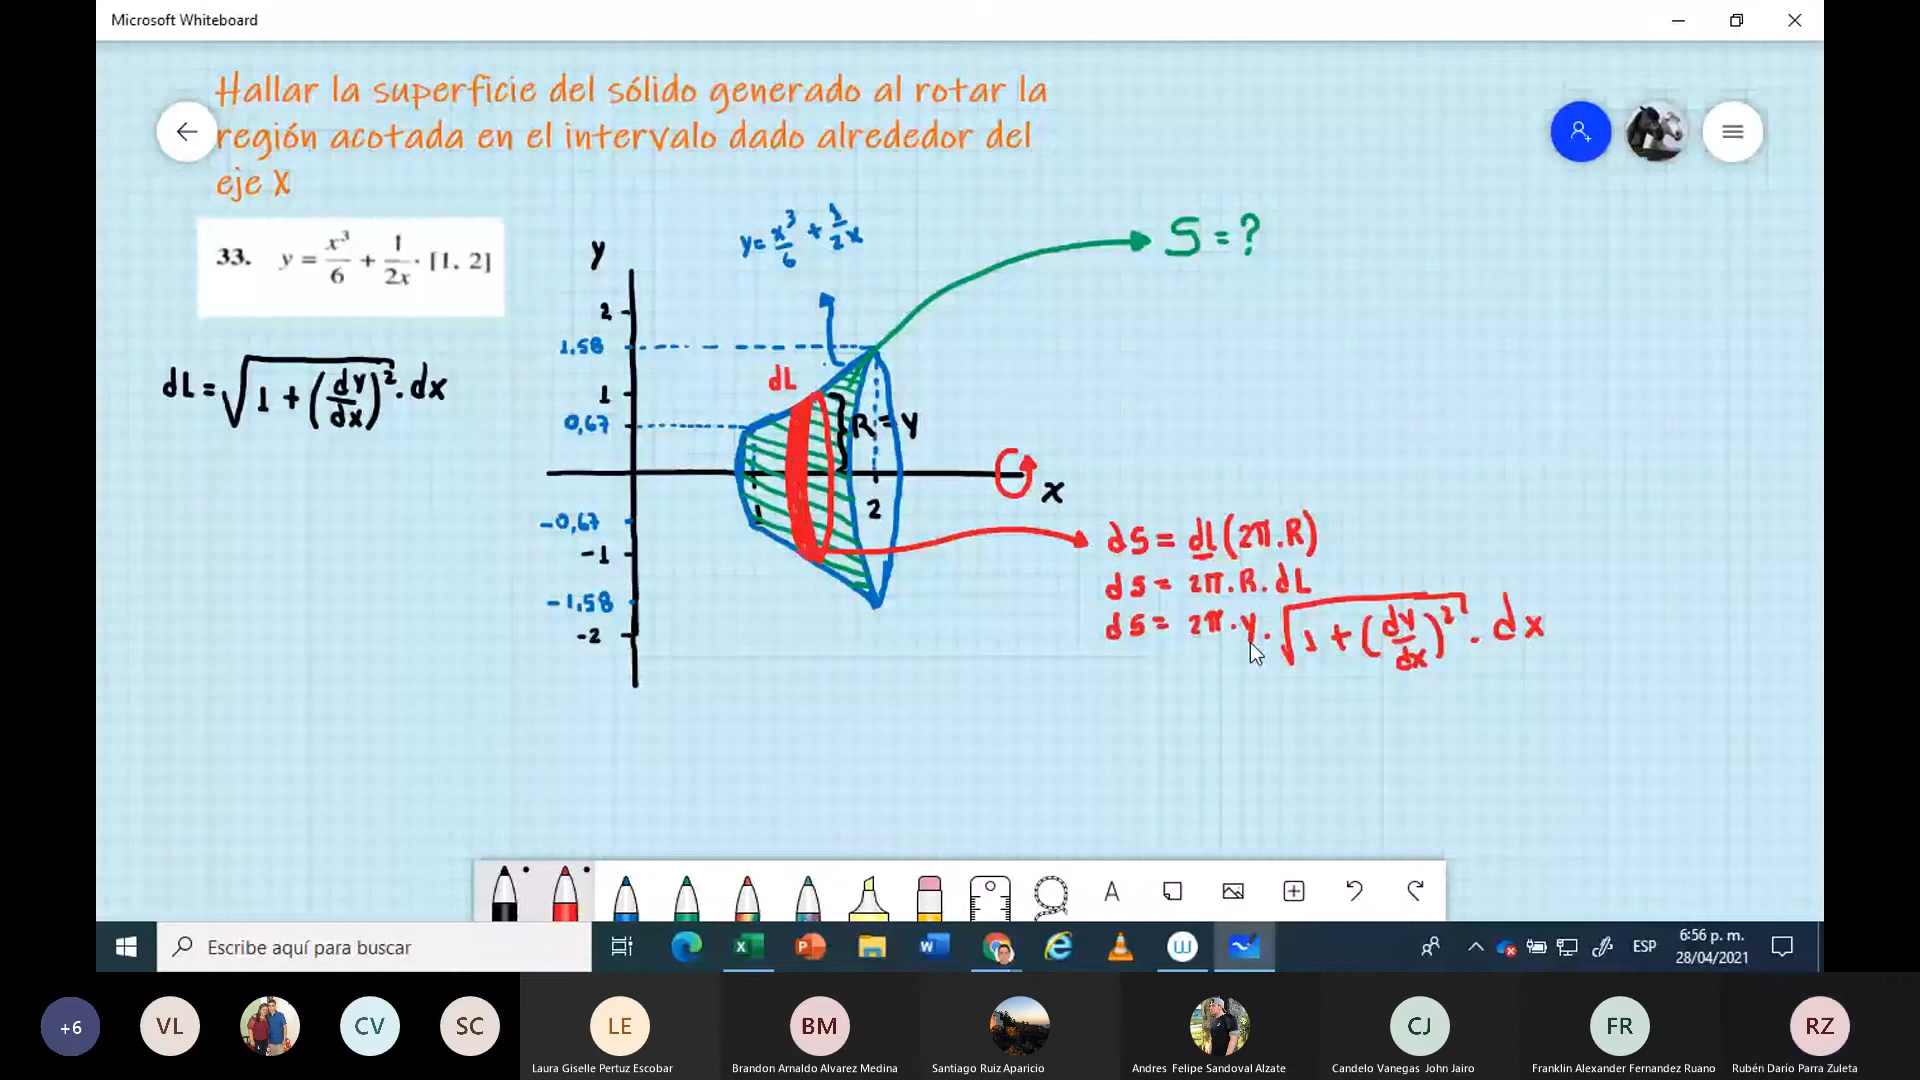 Microsoft Whiteboard
Hallar la superficie del sólido generado al rotar la
región acotada en el intervalo dado alrededor del
eje X
33. y = x³/6 + 1/2x · [1, 2]
y = x³/6 + 1/2x
S = ?
dL = √(1 + (dy/dx)²) · dx
y
2
1.58
1
0,67
-0,67
-1
-1.58
-2
dL
R = y
1
2
x
dS = dL (2π.R)
dS = 2π.R.dL
dS = 2π.y.√(1 + (dy/dx)²) . dx
A
Escribe aquí para buscar
ESP
6:56 p. m.
28/04/2021
+6
VL
CV
SC
LE
BM
CJ
FR
RZ
Laura Giselle Pertuz Escobar
Brandon Arnaldo Alvarez Medina
Santiago Ruiz Aparicio
Andres Felipe Sandoval Alzate
Candelo Vanegas John Jairo
Franklin Alexander Fernandez Ruano
Rubén Darío Parra Zuleta